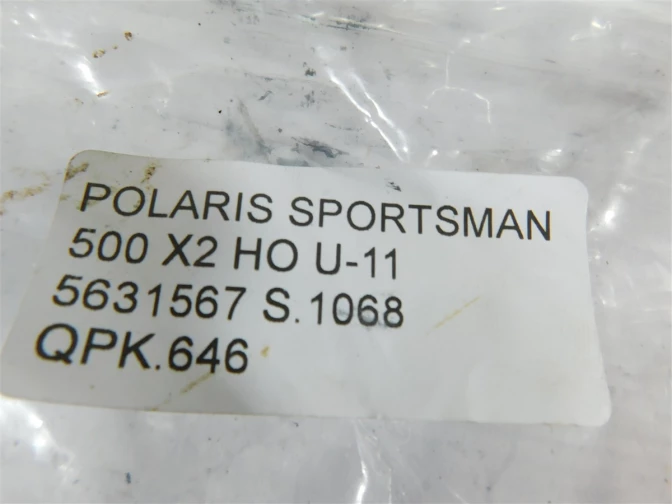 POLARIS SPORTSMAN
500 X2 HO U-11
5631567 S.1068
QPK.646